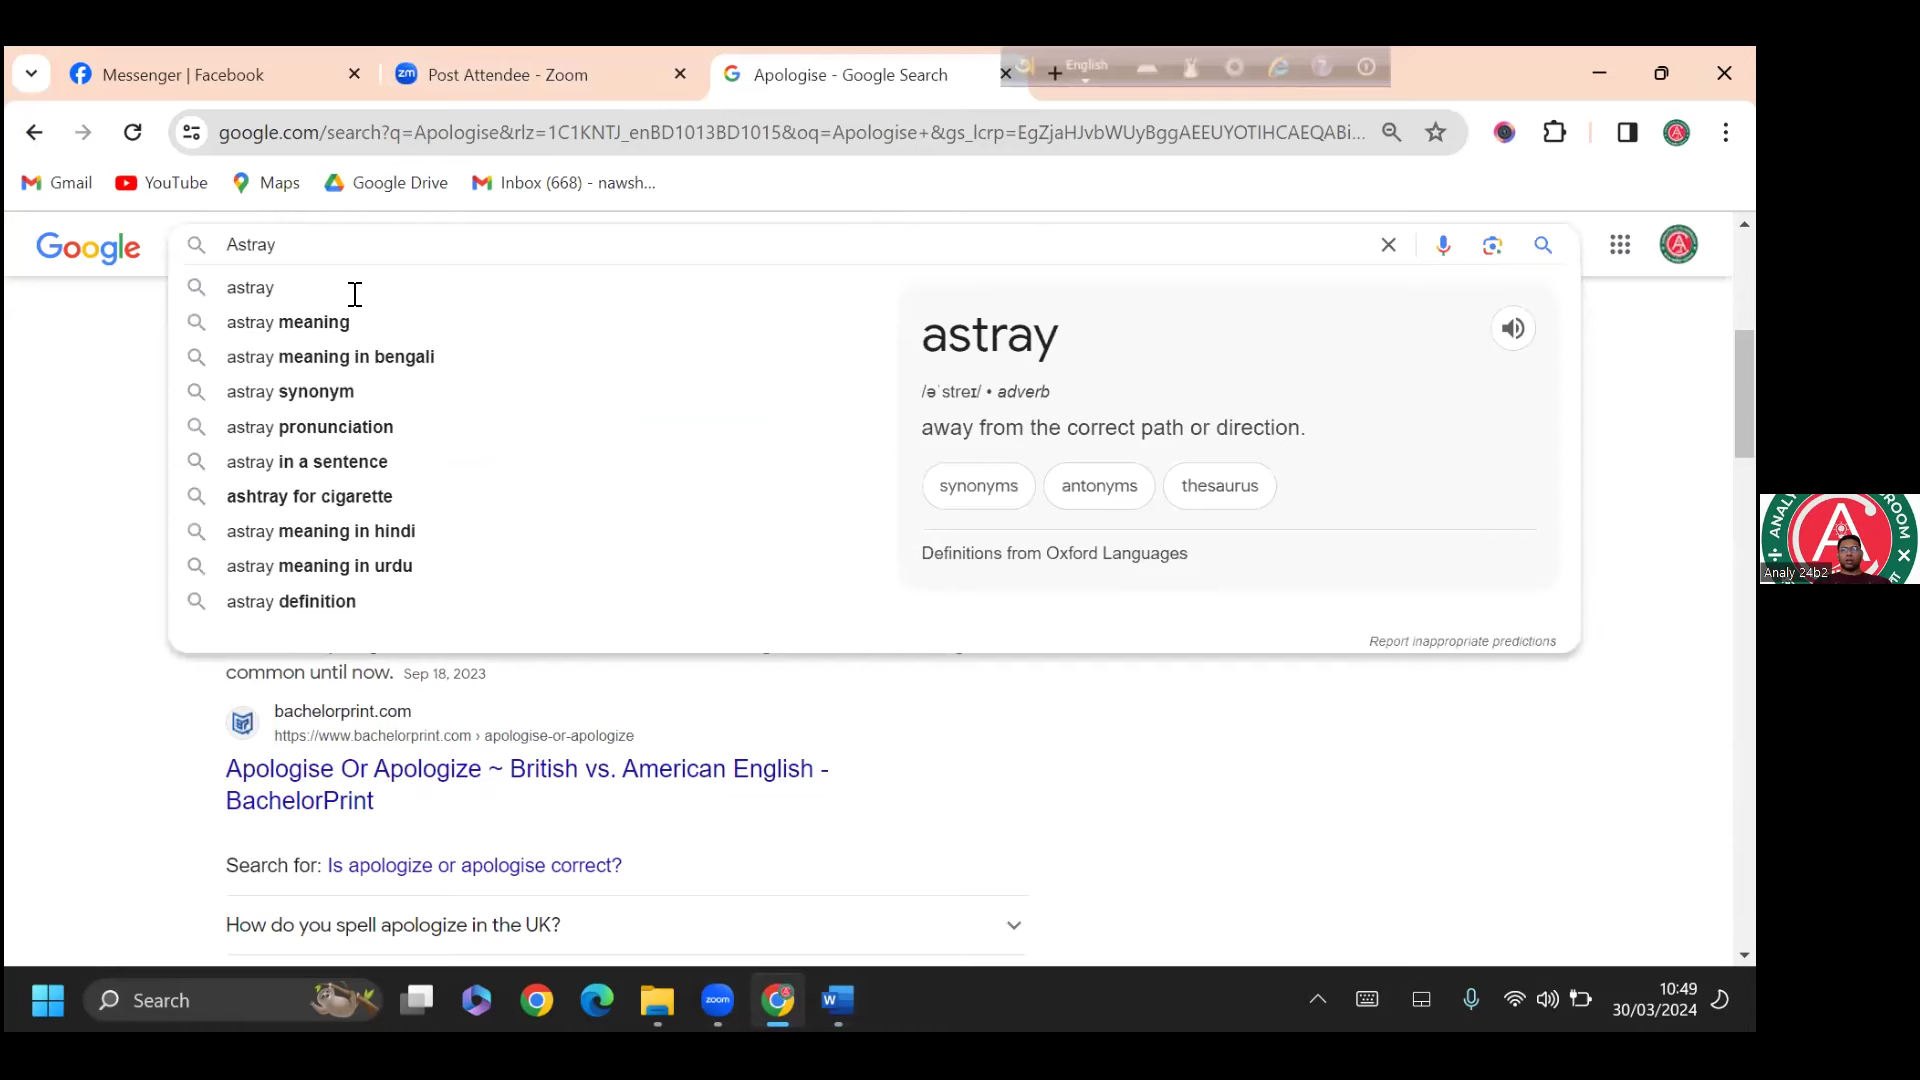 Messenger | Facebook
zm Post Attendee - Zoom
Apologise - Google Search
English
google.com/search?q=Apologise&rlz=1C1KNTJ_enBD1013BD1015&oq=Apologise+&gs_lcrp=EgZjaHJvbWUyBggAEEUYOTIHCAEQABi...
Gmail YouTube Maps Google Drive Inbox (668) - nawsh...
Google
Astray
astray
astray meaning
astray meaning in bengali
astray synonym
astray pronunciation
astray in a sentence
ashtray for cigarette
astray meaning in hindi
astray meaning in urdu
astray definition
astray
/əˈstreɪ/ • adverb
away from the correct path or direction.
synonyms antonyms thesaurus
Definitions from Oxford Languages
Report inappropriate predictions
common until now. Sep 18, 2023
bachelorprint.com
https://www.bachelorprint.com › apologise-or-apologize
Apologise Or Apologize ~ British vs. American English -
BachelorPrint
Search for: Is apologize or apologise correct?
How do you spell apologize in the UK?
Analy 24b2
Search
zoom
W
10:49
30/03/2024